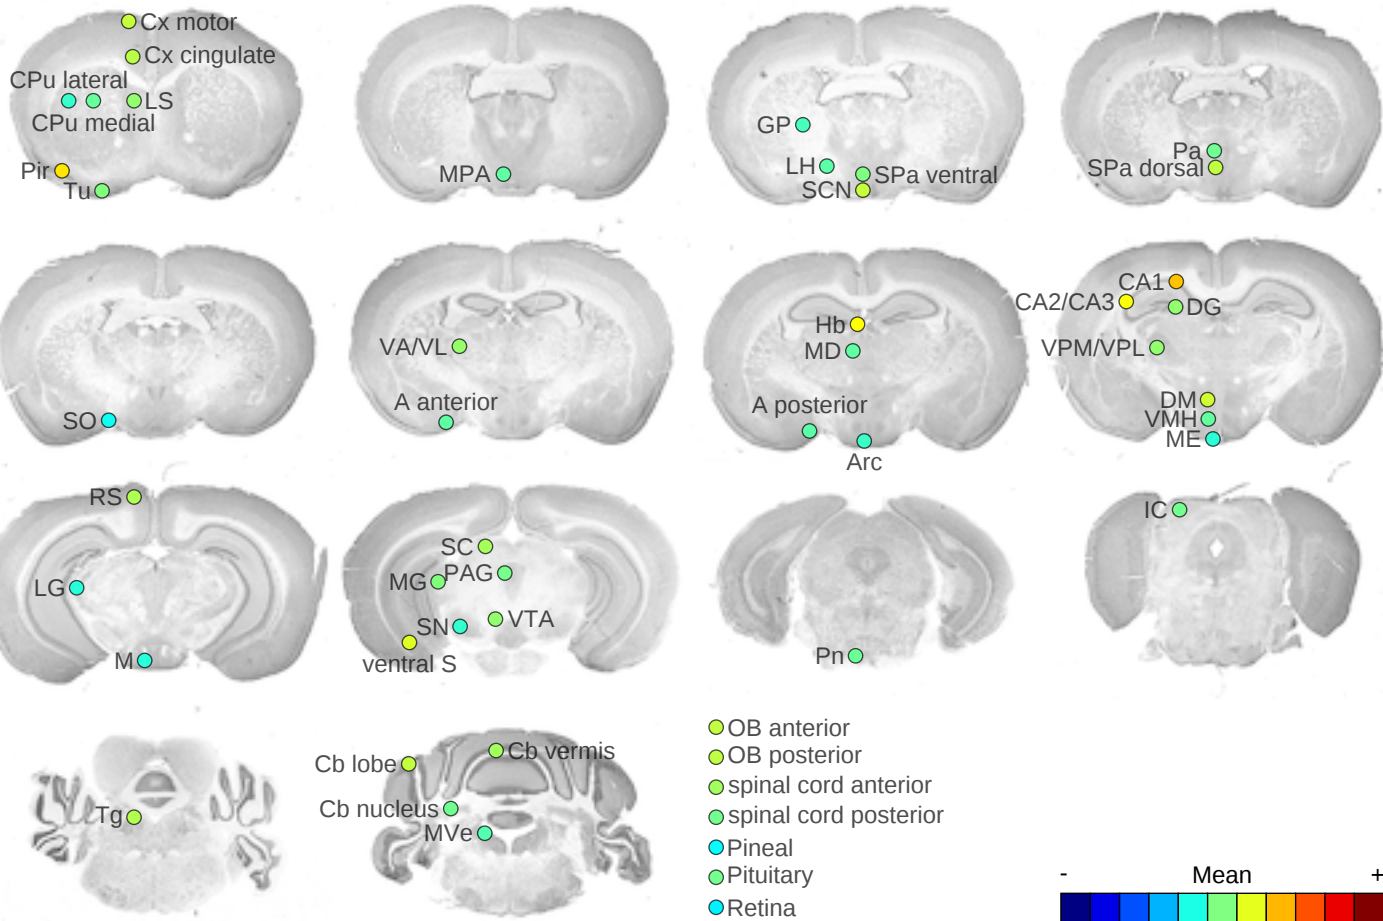 Cx motor
Cx cingulate
CPu lateral
LS
CPu medial
Pir
Tu
MPA
GP
LH
SPa ventral
SCN
Pa
SPa dorsal
SO
VA/VL
A anterior
Hb
MD
A posterior
Arc
CA1
CA2/CA3
DG
VPM/VPL
DM
VMH
ME
RS
LG
M
SC
MG
PAG
SN
VTA
ventral S
Pn
IC
Tg
Cb lobe
Cb vermis
Cb nucleus
MVe
OB anterior
OB posterior
spinal cord anterior
spinal cord posterior
Pineal
Pituitary
Retina
- Mean +